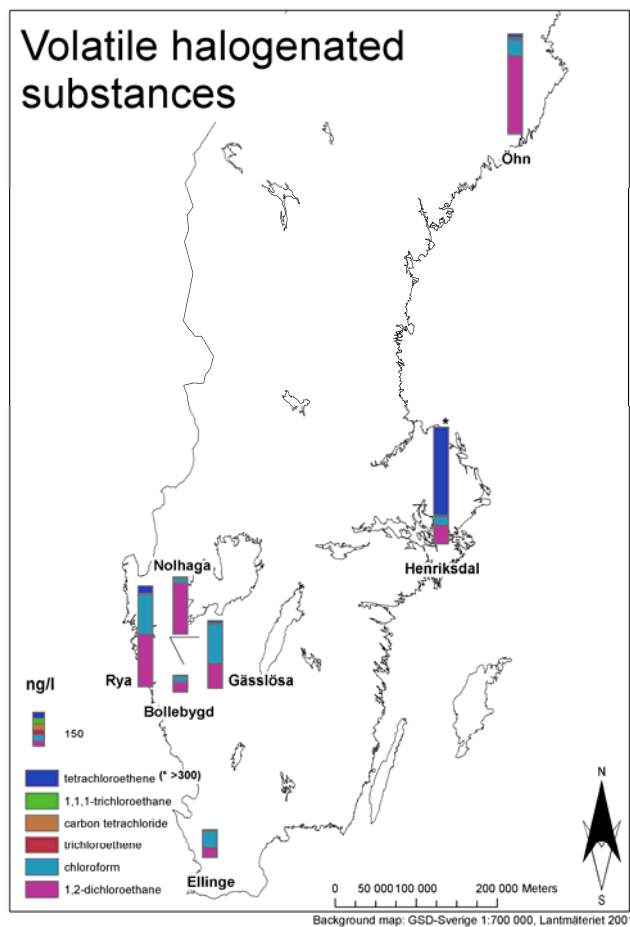 Volatile halogenated
substances
Öhn
*
Henriksdal
Nolhaga
Rya
Gässlösa
Bollebygd
ng/l
150
tetrachloroethene (* >300)
1,1,1-trichloroethane
carbon tetrachloride
trichloroethene
chloroform
1,2-dichloroethane
Ellinge
N
S
0 50 000 100 000 200 000 Meters
Background map: GSD-Sverige 1:700 000, Lantmäteriet 200